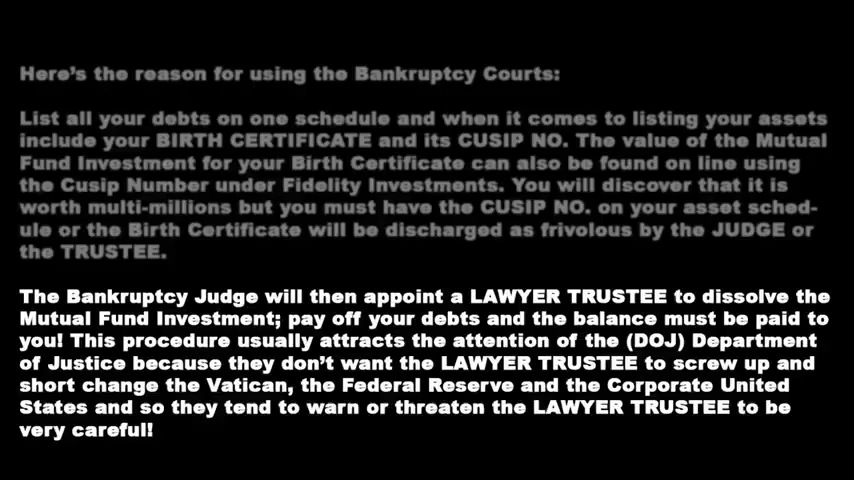 Here's the reason for using the Bankruptcy Courts:
List all your debts on one schedule and when it comes to listing your assets
include your BIRTH CERTIFICATE and its CUSIP NO. The value of the Mutual
Fund Investment for your Birth Certificate can also be found on line using
the Cusip Number under Fidelity Investments. You will discover that it is
worth multi-millions but you must have the CUSIP NO. on your asset sched-
ule or the Birth Certificate will be discharged as frivolous by the JUDGE or
the TRUSTEE.
The Bankruptcy Judge will then appoint a LAWYER TRUSTEE to dissolve the
Mutual Fund Investment; pay off your debts and the balance must be paid to
you! This procedure usually attracts the attention of the (DOJ) Department
of Justice because they don't want the LAWYER TRUSTEE to screw up and
short change the Vatican, the Federal Reserve and the Corporate United
States and so they tend to warn or threaten the LAWYER TRUSTEE to be
very careful!